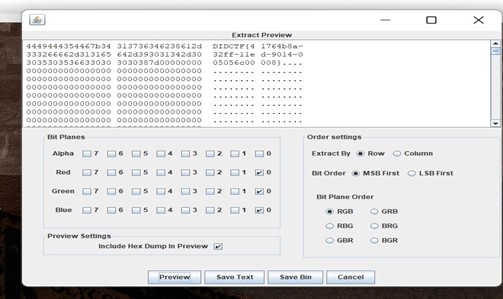 Extract Preview
4449444354467b34 313736346238612d DIDCTF{4 1764b8a-
333266662d313165 642d393031342d30 32ff-11e d-9014-0
3035303536633030 3030387d00000000 05056c00 008}....
0000000000000000 0000000000000000 ........ ........
0000000000000000 0000000000000000 ........ ........
0000000000000000 0000000000000000 ........ ........
0000000000000000 0000000000000000 ........ ........
0000000000000000 0000000000000000 ........ ........
0000000000000000 0000000000000000 ........ ........
Bit Planes
Alpha 7 6 5 4 3 2 1 0
Red 7 6 5 4 3 2 1 0
Green 7 6 5 4 3 2 1 0
Blue 7 6 5 4 3 2 1 0
Preview Settings
Include Hex Dump In Preview
Order settings
Extract By Row Column
Bit Order MSB First LSB First
Bit Plane Order
RGB GRB
RBG BRG
GBR BGR
Preview Save Text Save Bin Cancel